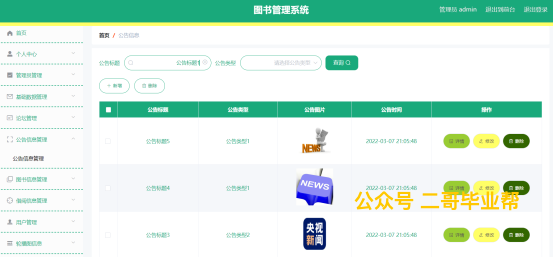 图书管理系统
管理员 admin 退出到前台 退出登录
首页
首页 / 公告信息
个人中心
管理员管理
基础数据管理
论坛管理
公告信息管理
公告信息管理
图书信息管理
借阅信息管理
用户管理
轮播图信息
公告标题 公告标题 公告类型 查询
+ 新增 删除
公告标题 公告类型 公告图片 公告时间 操作
公告标题5 公告类型1 NEWS 2022-03-07 21:05:46 详情 修改 删除
公告标题4 公告类型1 NEWS 2022-03-07 21:05:46 详情 修改 删除
公众号 二哥毕业帮
公告标题3 公告类型2 央视新闻 2022-03-07 21:05:46 详情 修改 删除